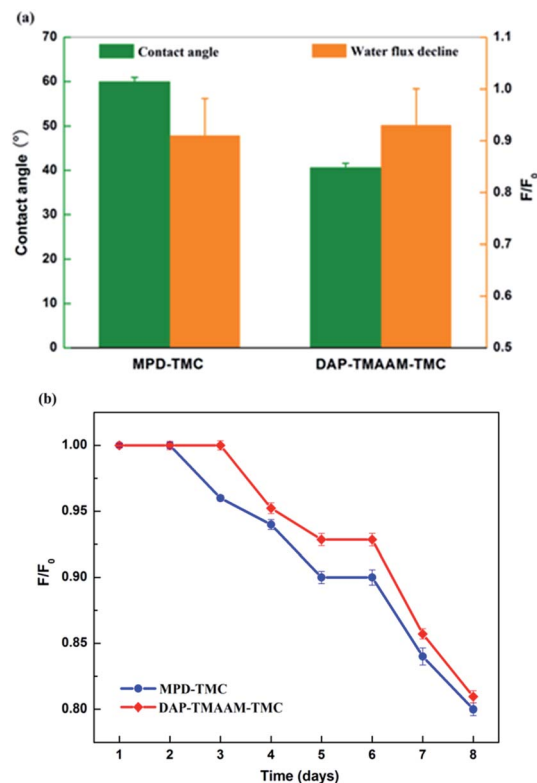 (a)
Contact angle
Water flux decline
70
60
50
40
30
20
10
0
Contact angle (°)
1.0
0.9
0.8
0.7
0.6
0.5
F/F₀
MPD-TMC
DAP-TMAAM-TMC
(b)
1.00
0.95
0.90
0.85
0.80
F/F₀
MPD-TMC
DAP-TMAAM-TMC
1 2 3 4 5 6 7 8
Time (days)